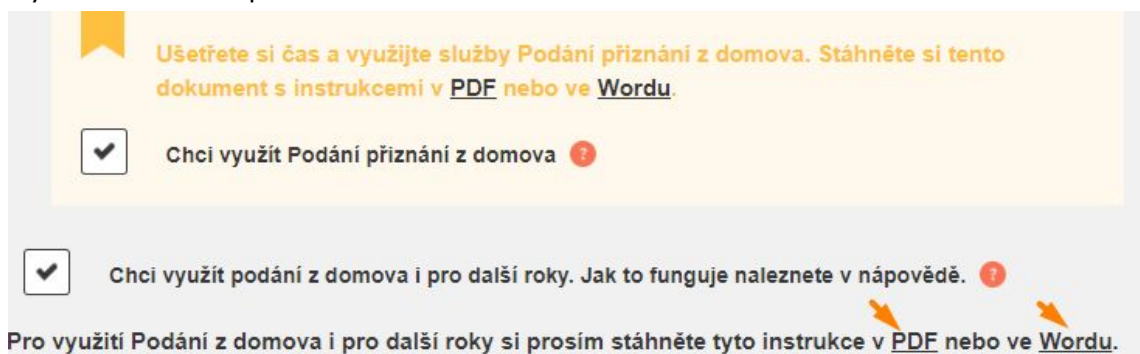 Ušetřete si čas a využijte služby Podání přiznání z domova. Stáhněte si tento
dokument s instrukcemi v PDF nebo ve Wordu.
Chci využít Podání přiznání z domova ?
Chci využít podání z domova i pro další roky. Jak to funguje naleznete v nápovědě. ?
Pro využití Podání z domova i pro další roky si prosím stáhněte tyto instrukce v PDF nebo ve Wordu.